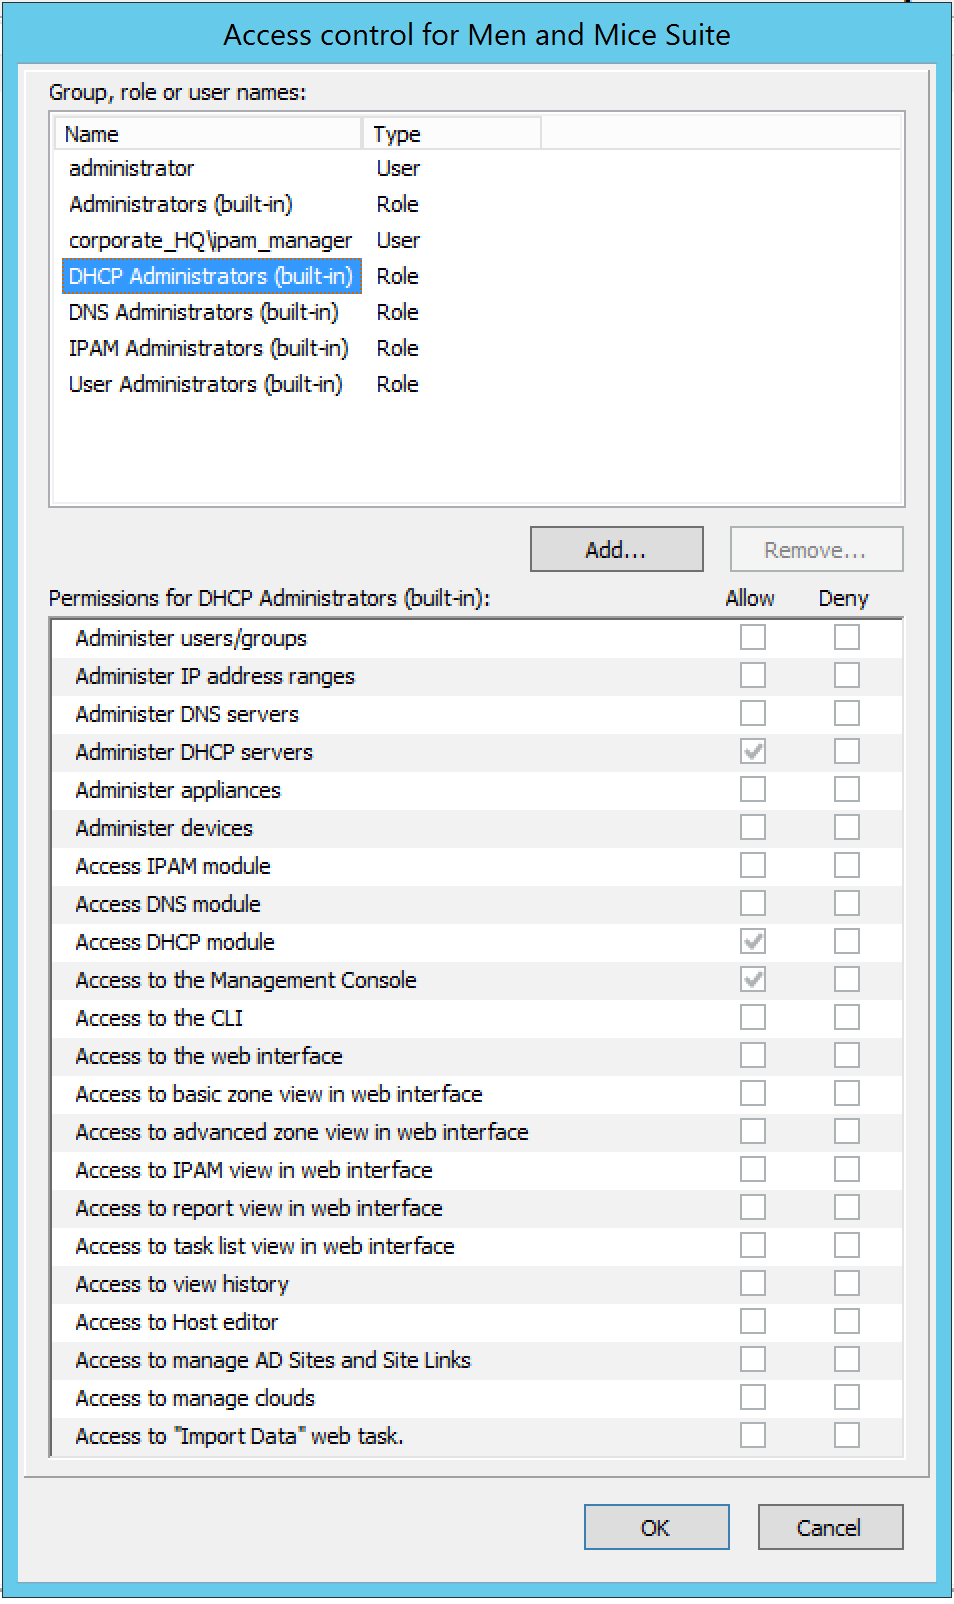 Access control for Men and Mice Suite
Group, role or user names:
Name Type
administrator User
Administrators (built-in) Role
corporate_HQ\ipam_manager User
DHCP Administrators (built-in) Role
DNS Administrators (built-in) Role
IPAM Administrators (built-in) Role
User Administrators (built-in) Role
Add... Remove...
Permissions for DHCP Administrators (built-in): Allow Deny
Administer users/groups
Administer IP address ranges
Administer DNS servers
Administer DHCP servers
Administer appliances
Administer devices
Access IPAM module
Access DNS module
Access DHCP module
Access to the Management Console
Access to the CLI
Access to the web interface
Access to basic zone view in web interface
Access to advanced zone view in web interface
Access to IPAM view in web interface
Access to report view in web interface
Access to task list view in web interface
Access to view history
Access to Host editor
Access to manage AD Sites and Site Links
Access to manage clouds
Access to "Import Data" web task.
OK Cancel